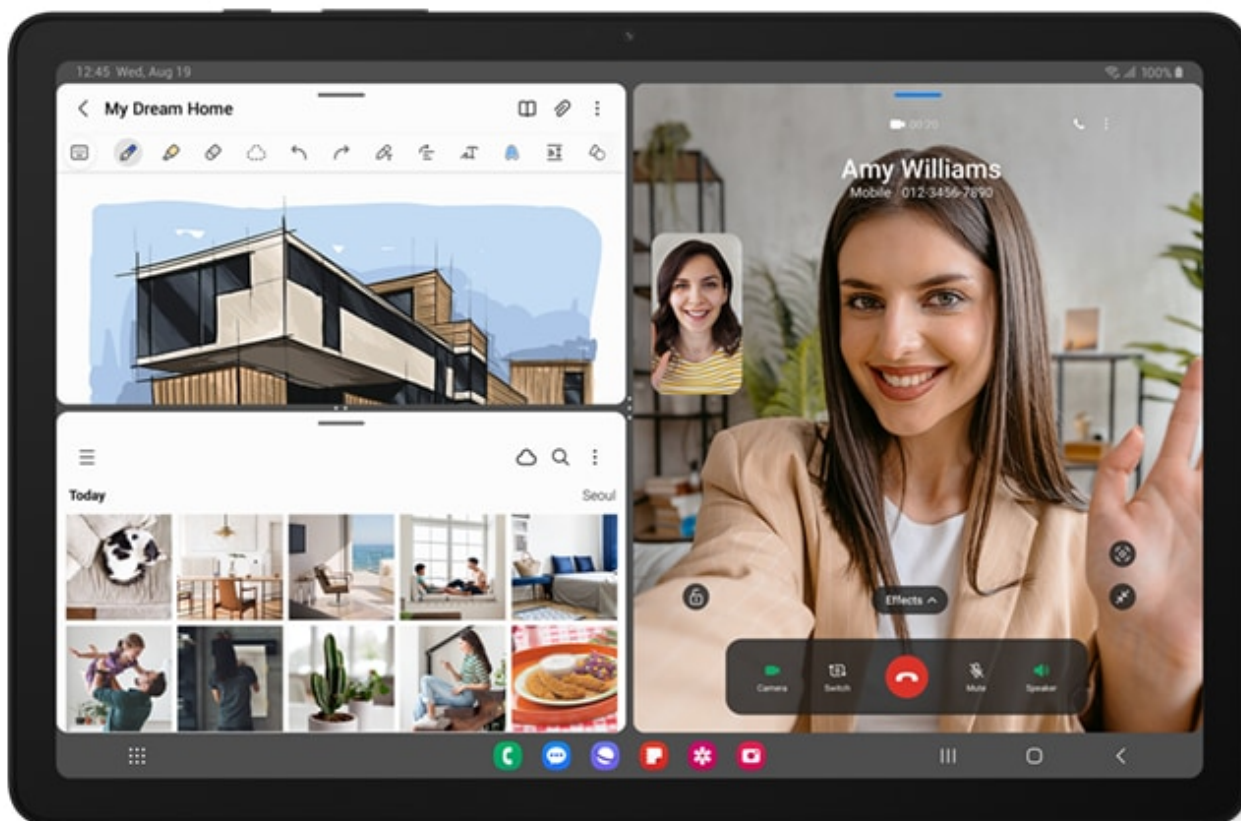 12:45 Wed, Aug 19
100%
My Dream Home
Today
Seoul
00:20
Amy Williams
Mobile 012-3456-7890
Effects
Camera
Switch
Mute
Speaker